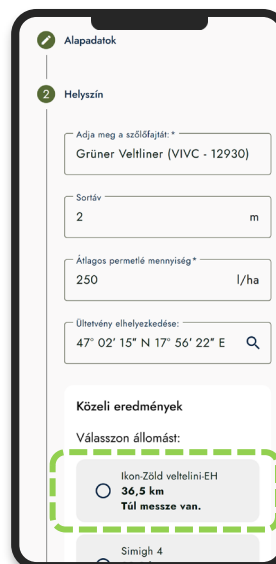 Alapadatok
2 Helyszín
Adja meg a szőlőfajtát: *
Grüner Veltliner (VIVC - 12930)
Sortáv
2 m
Átlagos permetlé mennyiség *
250 l/ha
Ültetvény elhelyezkedése:
47° 02' 15" N 17° 56' 22" E
Közeli eredmények
Válasszon állomást:
Ikon-Zöld veltelini-EH
36,5 km
Túl messze van.
Simigh 4